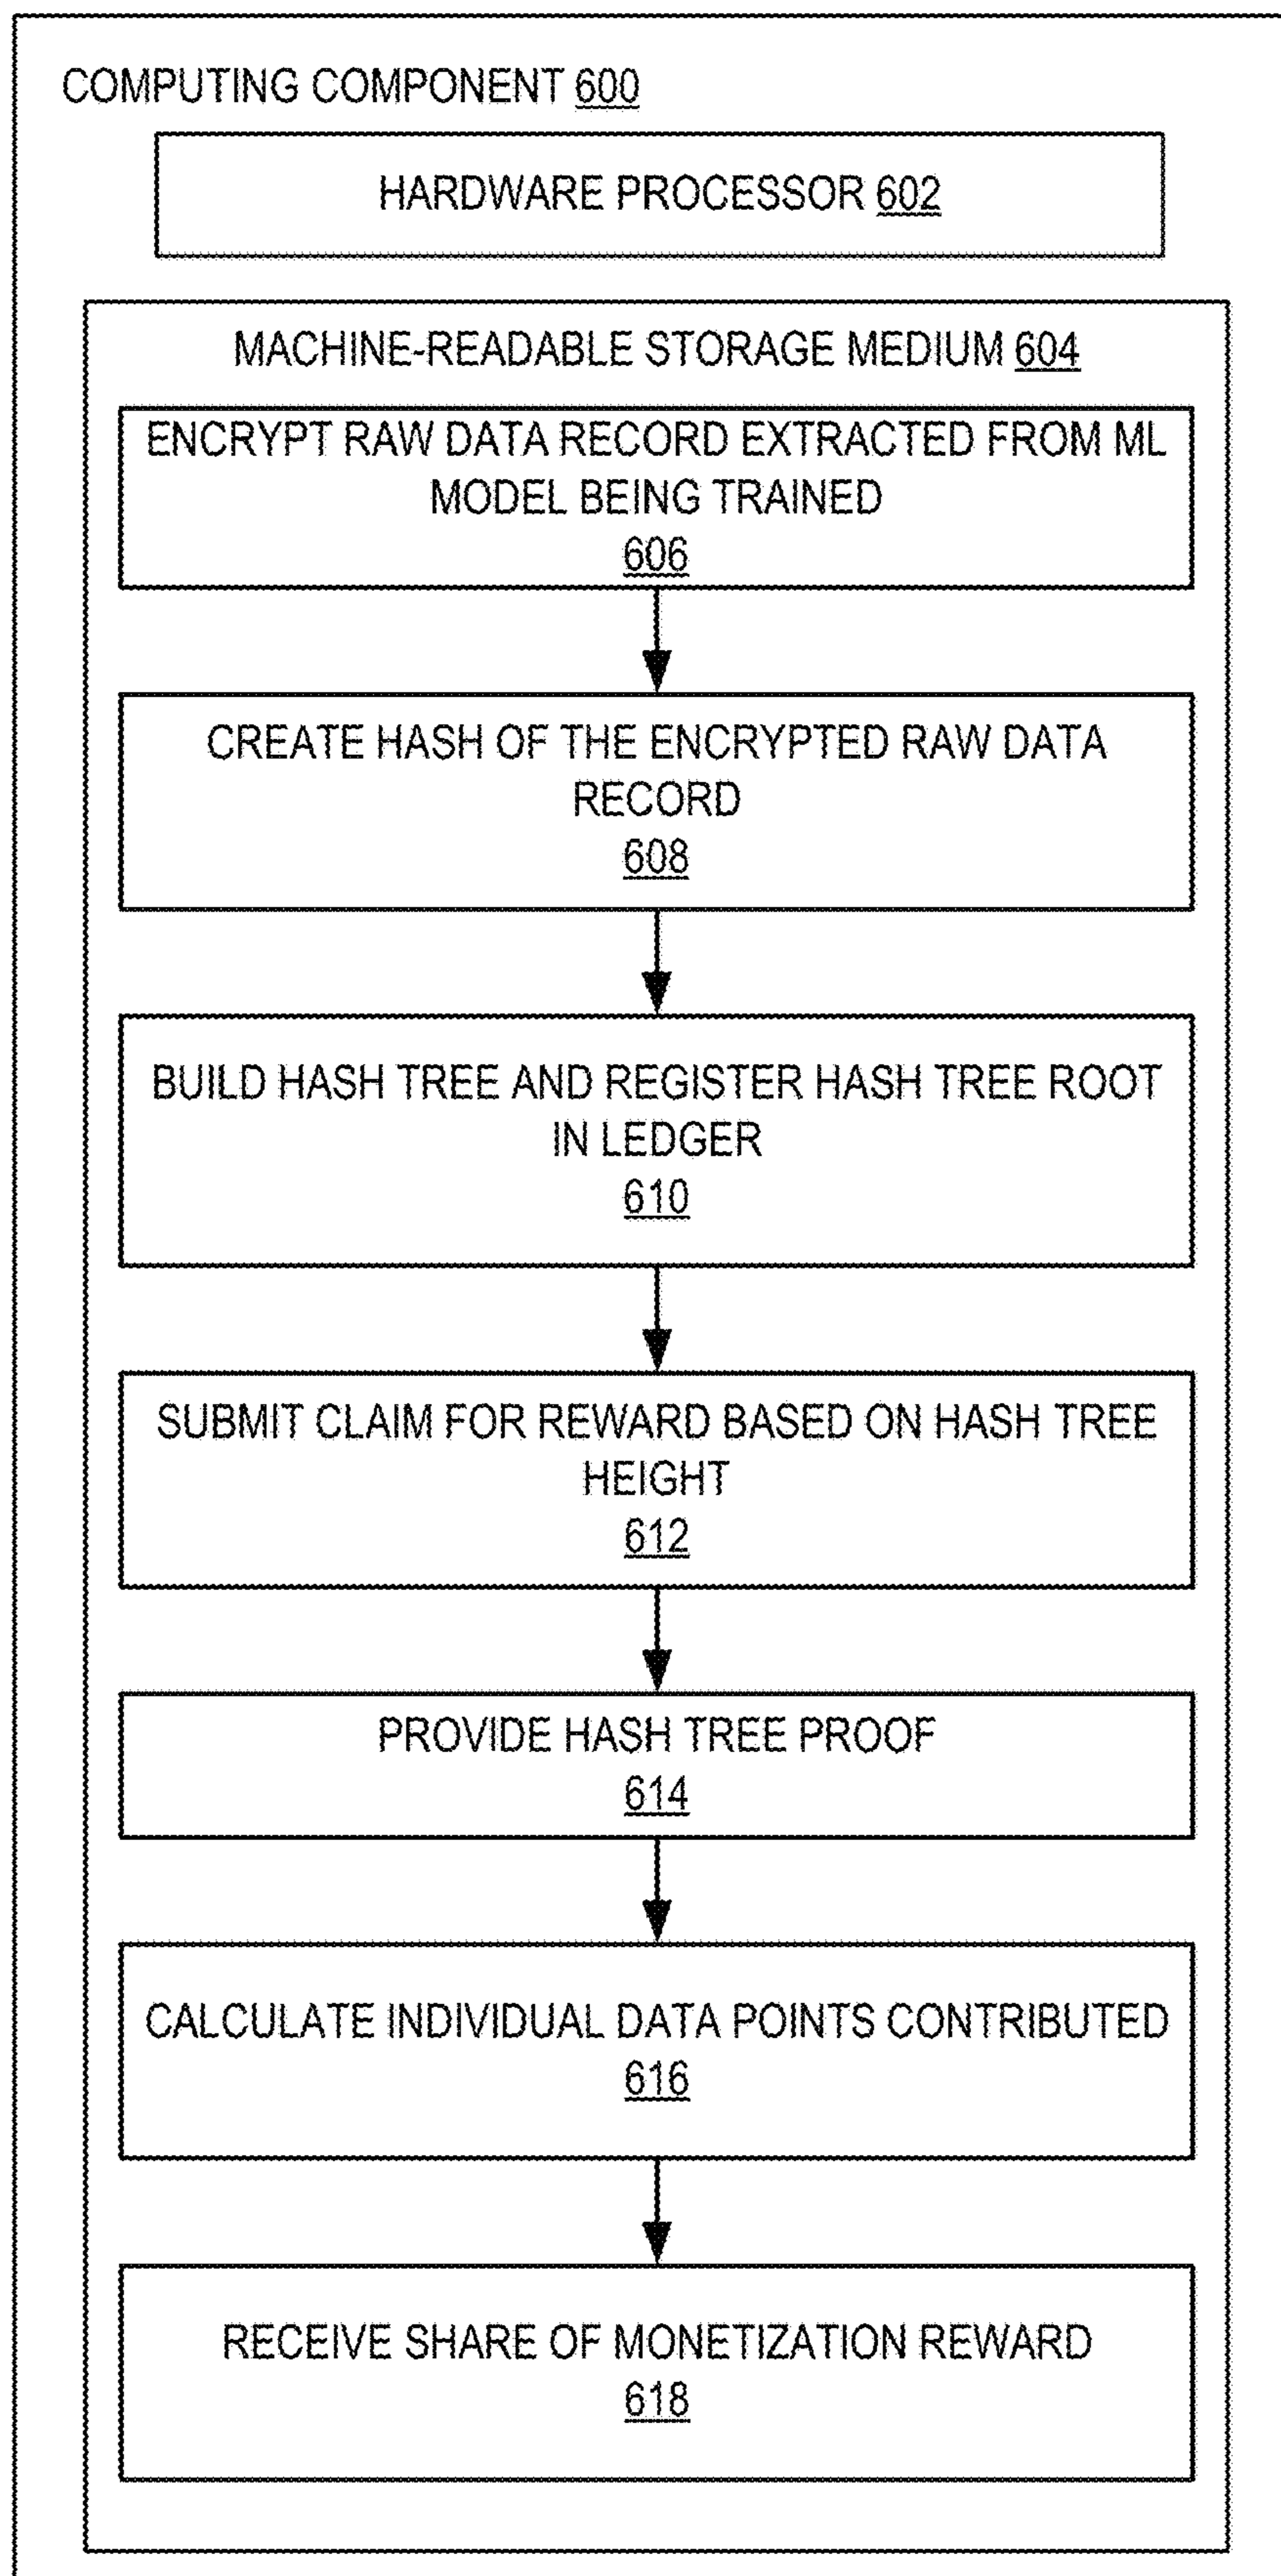 COMPUTING COMPONENT 600
HARDWARE PROCESSOR 602
MACHINE-READABLE STORAGE MEDIUM 604
ENCRYPT RAW DATA RECORD EXTRACTED FROM ML
MODEL BEING TRAINED
606
CREATE HASH OF THE ENCRYPTED RAW DATA
RECORD
608
BUILD HASH TREE AND REGISTER HASH TREE ROOT
IN LEDGER
610
SUBMIT CLAIM FOR REWARD BASED ON HASH TREE
HEIGHT
612
PROVIDE HASH TREE PROOF
614
CALCULATE INDIVIDUAL DATA POINTS CONTRIBUTED
616
RECEIVE SHARE OF MONETIZATION REWARD
618